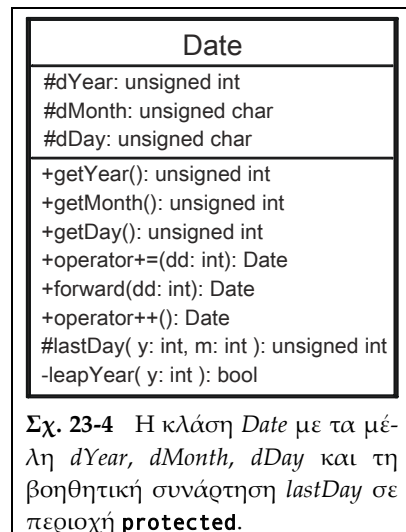 Date
#dYear: unsigned int
#dMonth: unsigned char
#dDay: unsigned char
+getYear(): unsigned int
+getMonth(): unsigned int
+getDay(): unsigned int
+operator+=(dd: int): Date
+forward(dd: int): Date
+operator++(): Date
#lastDay( y: int, m: int ): unsigned int
-leapYear( y: int ): bool
Σχ. 23-4 Η κλάση Date με τα μέ-
λη dYear, dMonth, dDay και τη
βοηθητική συνάρτηση lastDay σε
περιοχή protected.